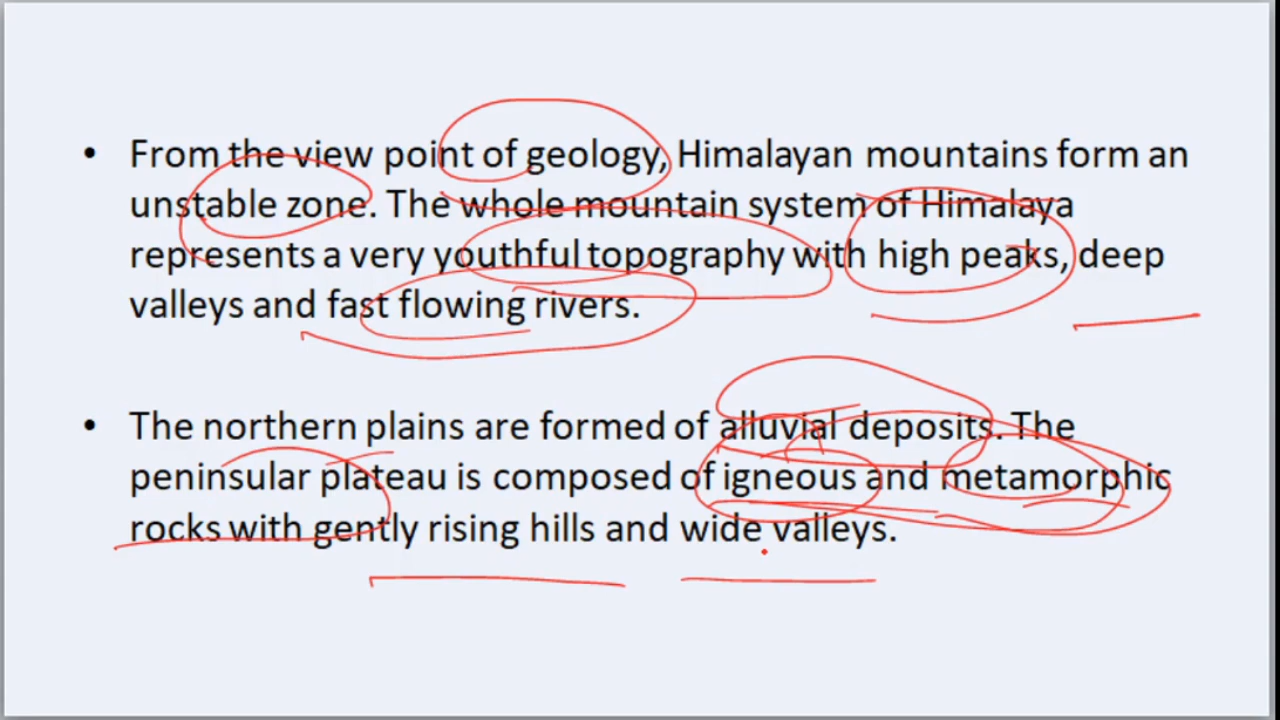 • From the view point of geology, Himalayan mountains form an
unstable zone. The whole mountain system of Himalaya
represents a very youthful topography with high peaks, deep
valleys and fast flowing rivers.
• The northern plains are formed of alluvial deposits. The
peninsular plateau is composed of igneous and metamorphic
rocks with gently rising hills and wide valleys.